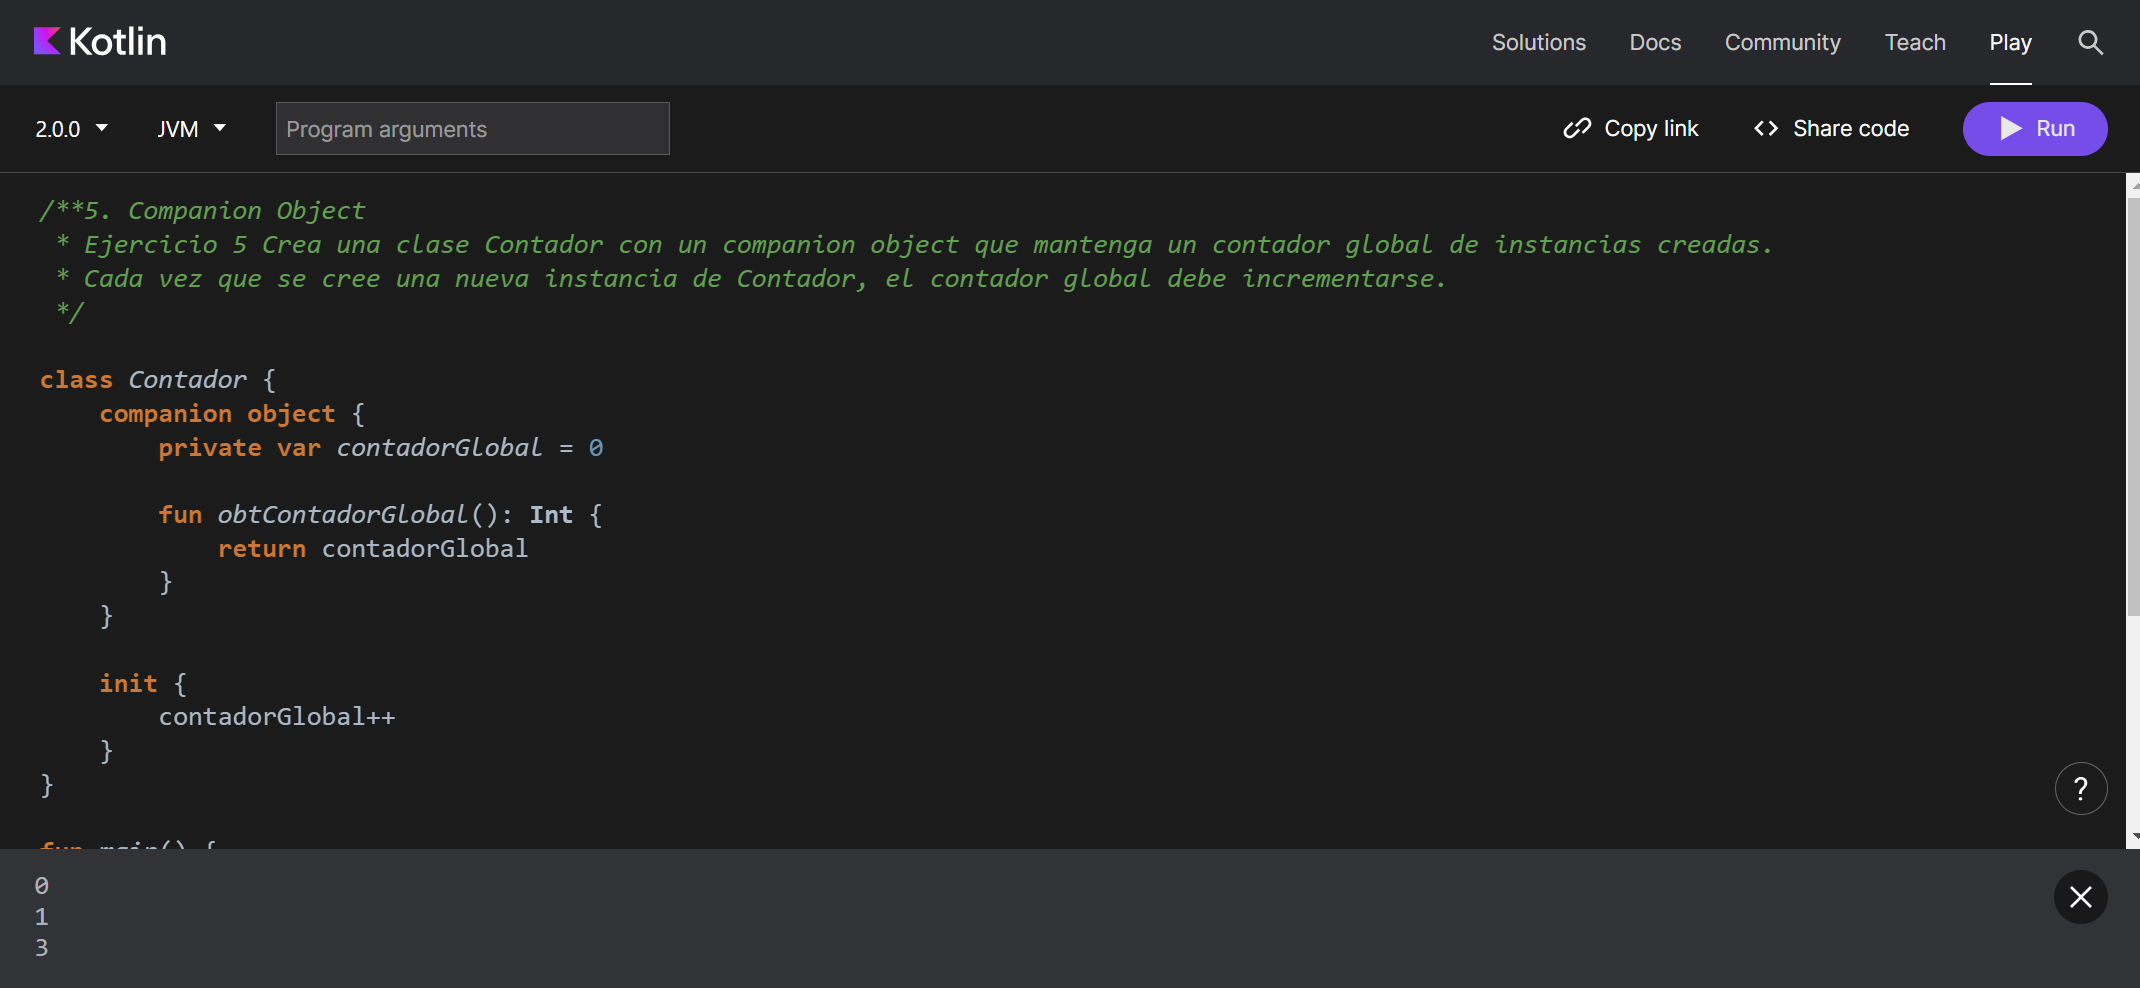 Kotlin
Solutions Docs Community Teach Play
2.0.0 JVM Program arguments Copy link <> Share code Run
/**5. Companion Object
 * Ejercicio 5 Crea una clase Contador con un companion object que mantenga un contador global de instancias creadas.
 * Cada vez que se cree una nueva instancia de Contador, el contador global debe incrementarse.
 */
class Contador {
    companion object {
        private var contadorGlobal = 0
        fun obtContadorGlobal(): Int {
            return contadorGlobal
        }
    }
    init {
        contadorGlobal++
    }
}
?
fun main() {
0
1
3